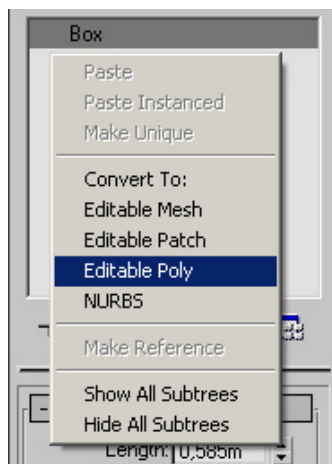 Box
Paste
Paste Instanced
Make Unique
Convert To:
Editable Mesh
Editable Patch
Editable Poly
NURBS
Make Reference
Show All Subtrees
Hide All Subtrees
Length: 0,585m